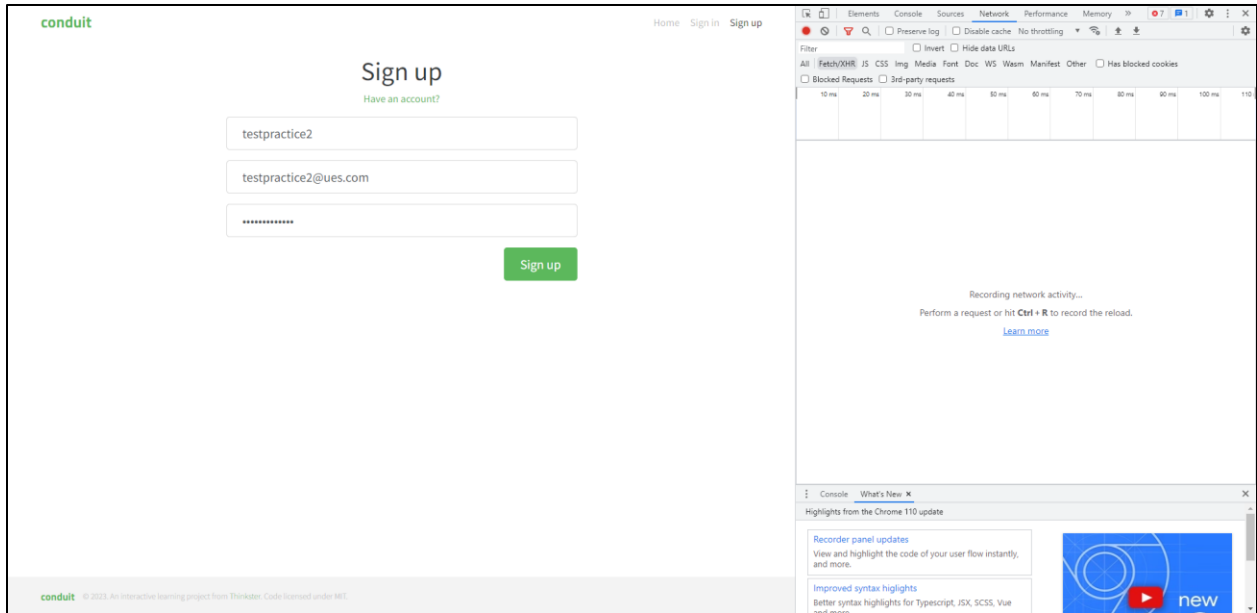 conduit
Home Sign in Sign up
Sign up
Have an account?
testpractice2
testpractice2@ues.com
•••••••••••••
Sign up
conduit © 2023. An interactive learning project from Thinkster. Code licensed under MIT.
Elements Console Sources Network Performance Memory » 7 1
Preserve log Disable cache No throttling
Filter Invert Hide data URLs
All Fetch/XHR JS CSS Img Media Font Doc WS Wasm Manifest Other Has blocked cookies
Blocked Requests 3rd-party requests
10 ms 20 ms 30 ms 40 ms 50 ms 60 ms 70 ms 80 ms 90 ms 100 ms 110
Recording network activity...
Perform a request or hit Ctrl + R to record the reload.
Learn more
Console What's New
Highlights from the Chrome 110 update
Recorder panel updates
View and highlight the code of your user flow instantly,
and more.
Improved syntax higlights
Better syntax highlights for Typescript, JSX, SCSS, Vue
and more
new